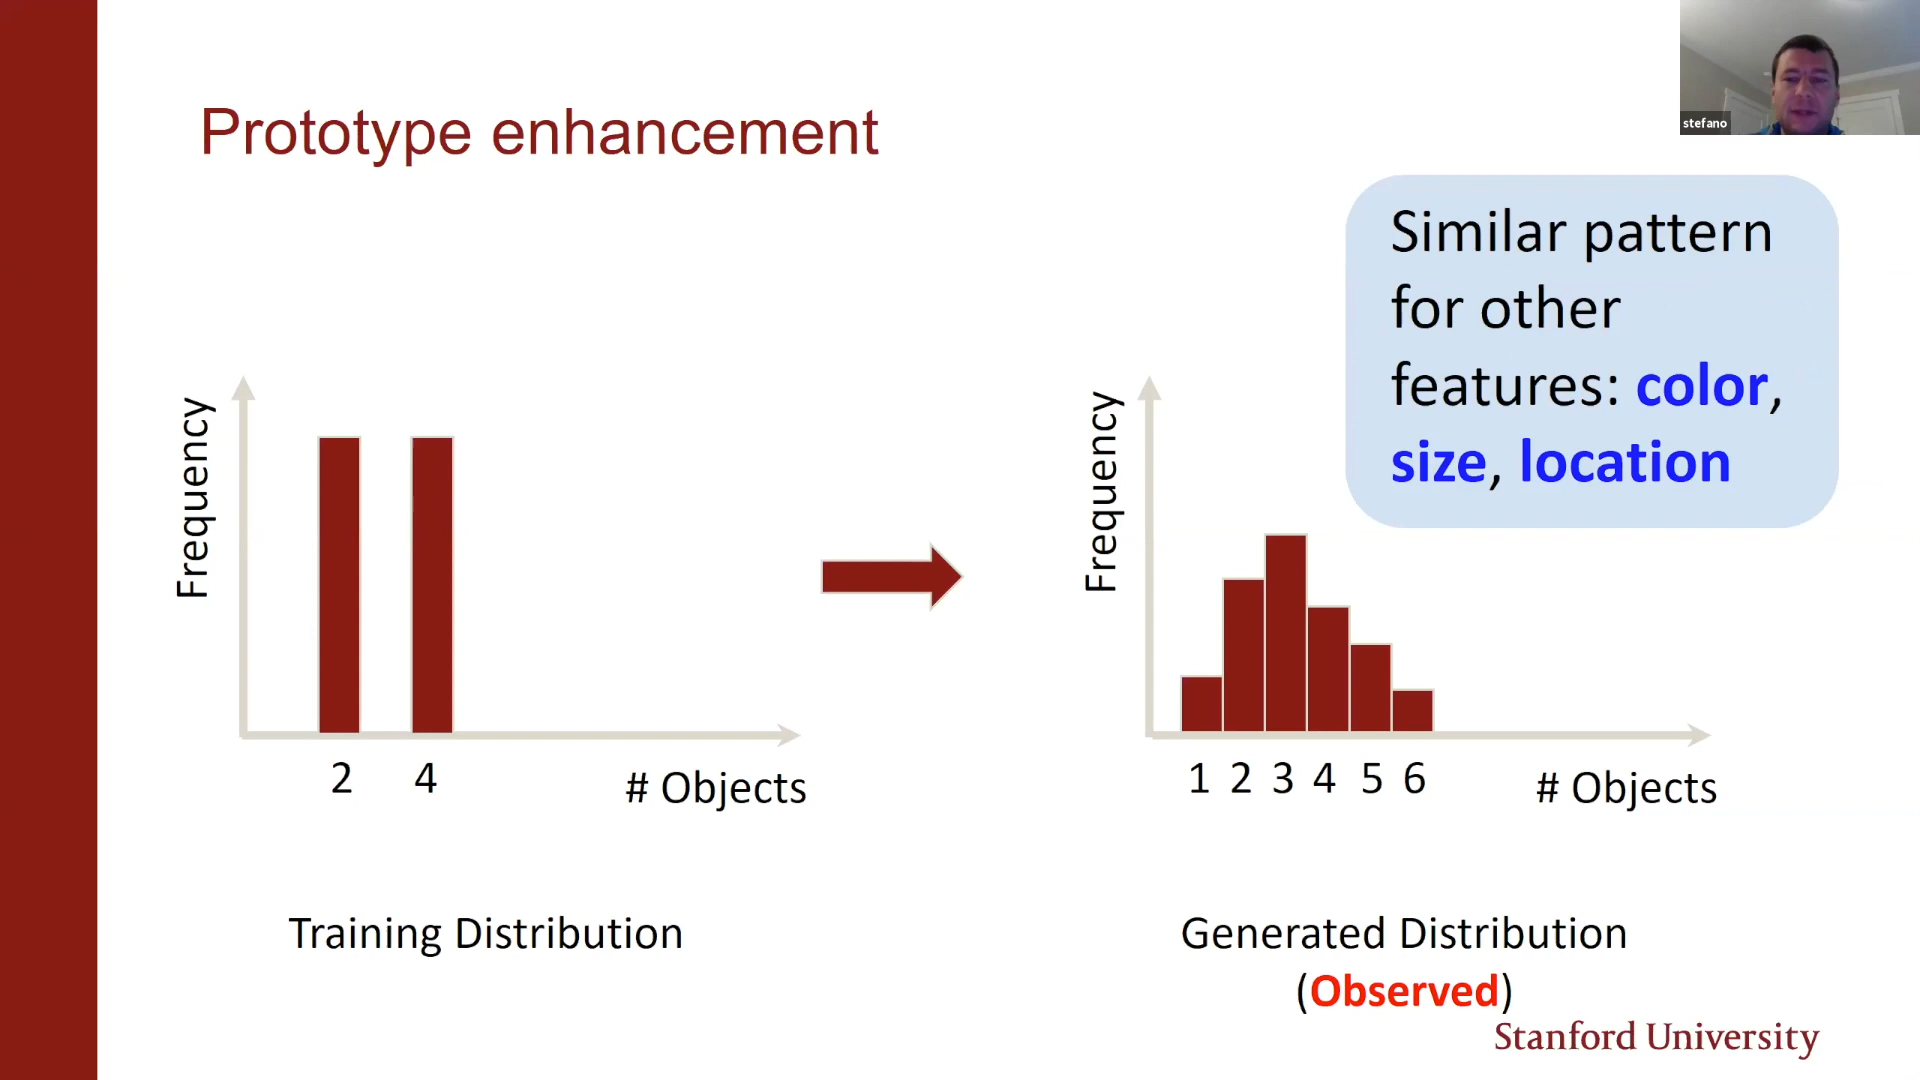 stefano
Prototype enhancement
Similar pattern
for other
features: color,
size, location
Frequency
2 4
# Objects
Training Distribution
Frequency
1 2 3 4 5 6
# Objects
Generated Distribution
(Observed)
Stanford University